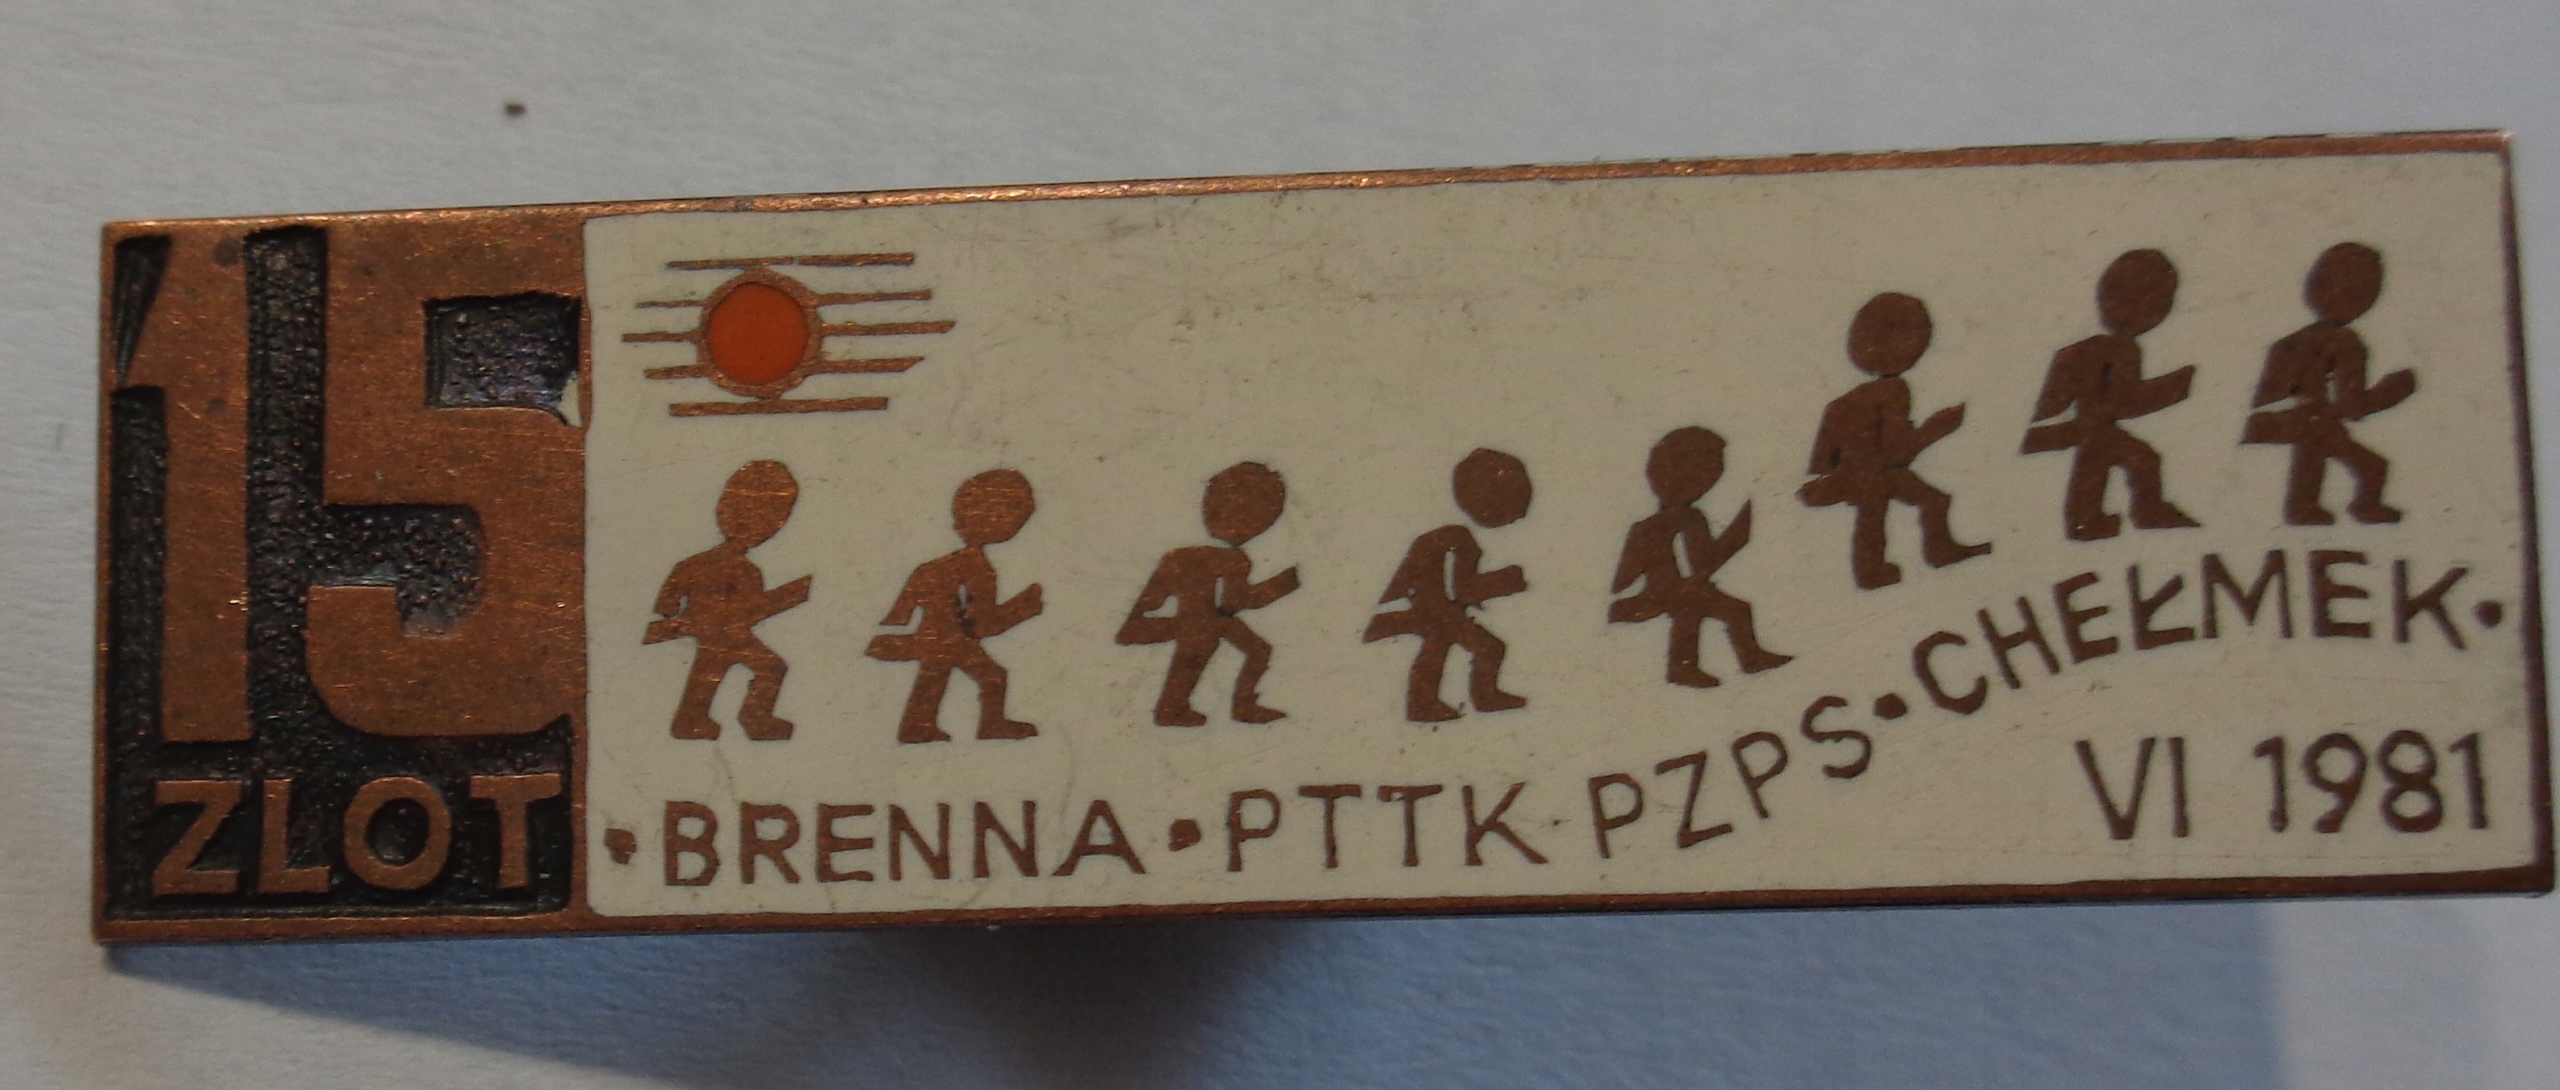 15
ZLOT
• BRENNA • PTTK PZPS • CHEŁMEK •
VI 1981